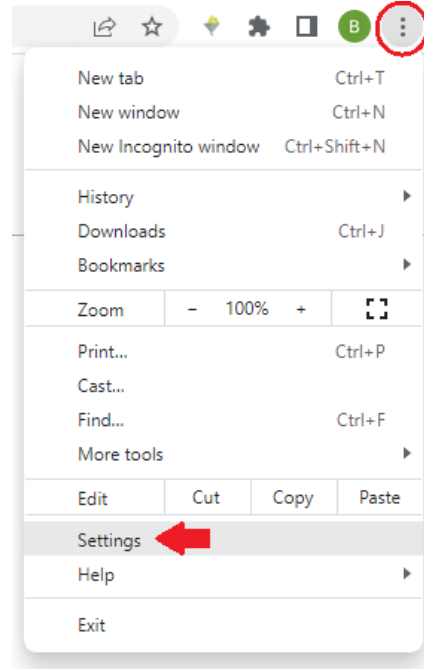 B
New tab Ctrl+T
New window Ctrl+N
New Incognito window Ctrl+Shift+N
History
Downloads Ctrl+J
Bookmarks
Zoom - 100% +
Print... Ctrl+P
Cast...
Find... Ctrl+F
More tools
Edit Cut Copy Paste
Settings
Help
Exit